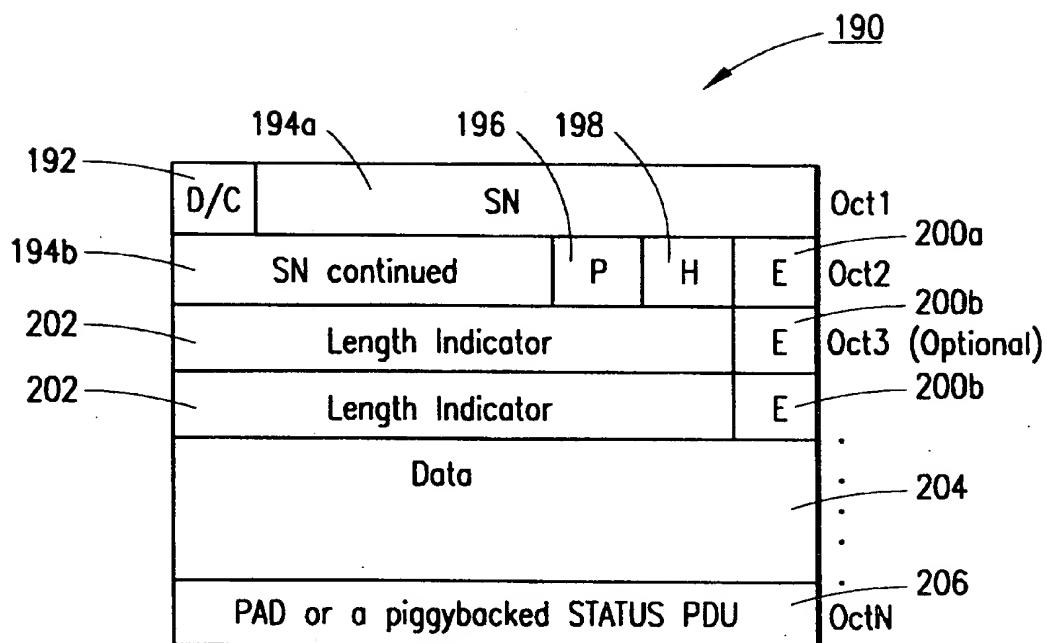 190
194a 196 198
192 D/C SN Oct1
200a
194b SN continued P H E Oct2
200b
202 Length Indicator E Oct3 (Optional)
202 Length Indicator E 200b
Data
204
206
PAD or a piggybacked STATUS PDU OctN